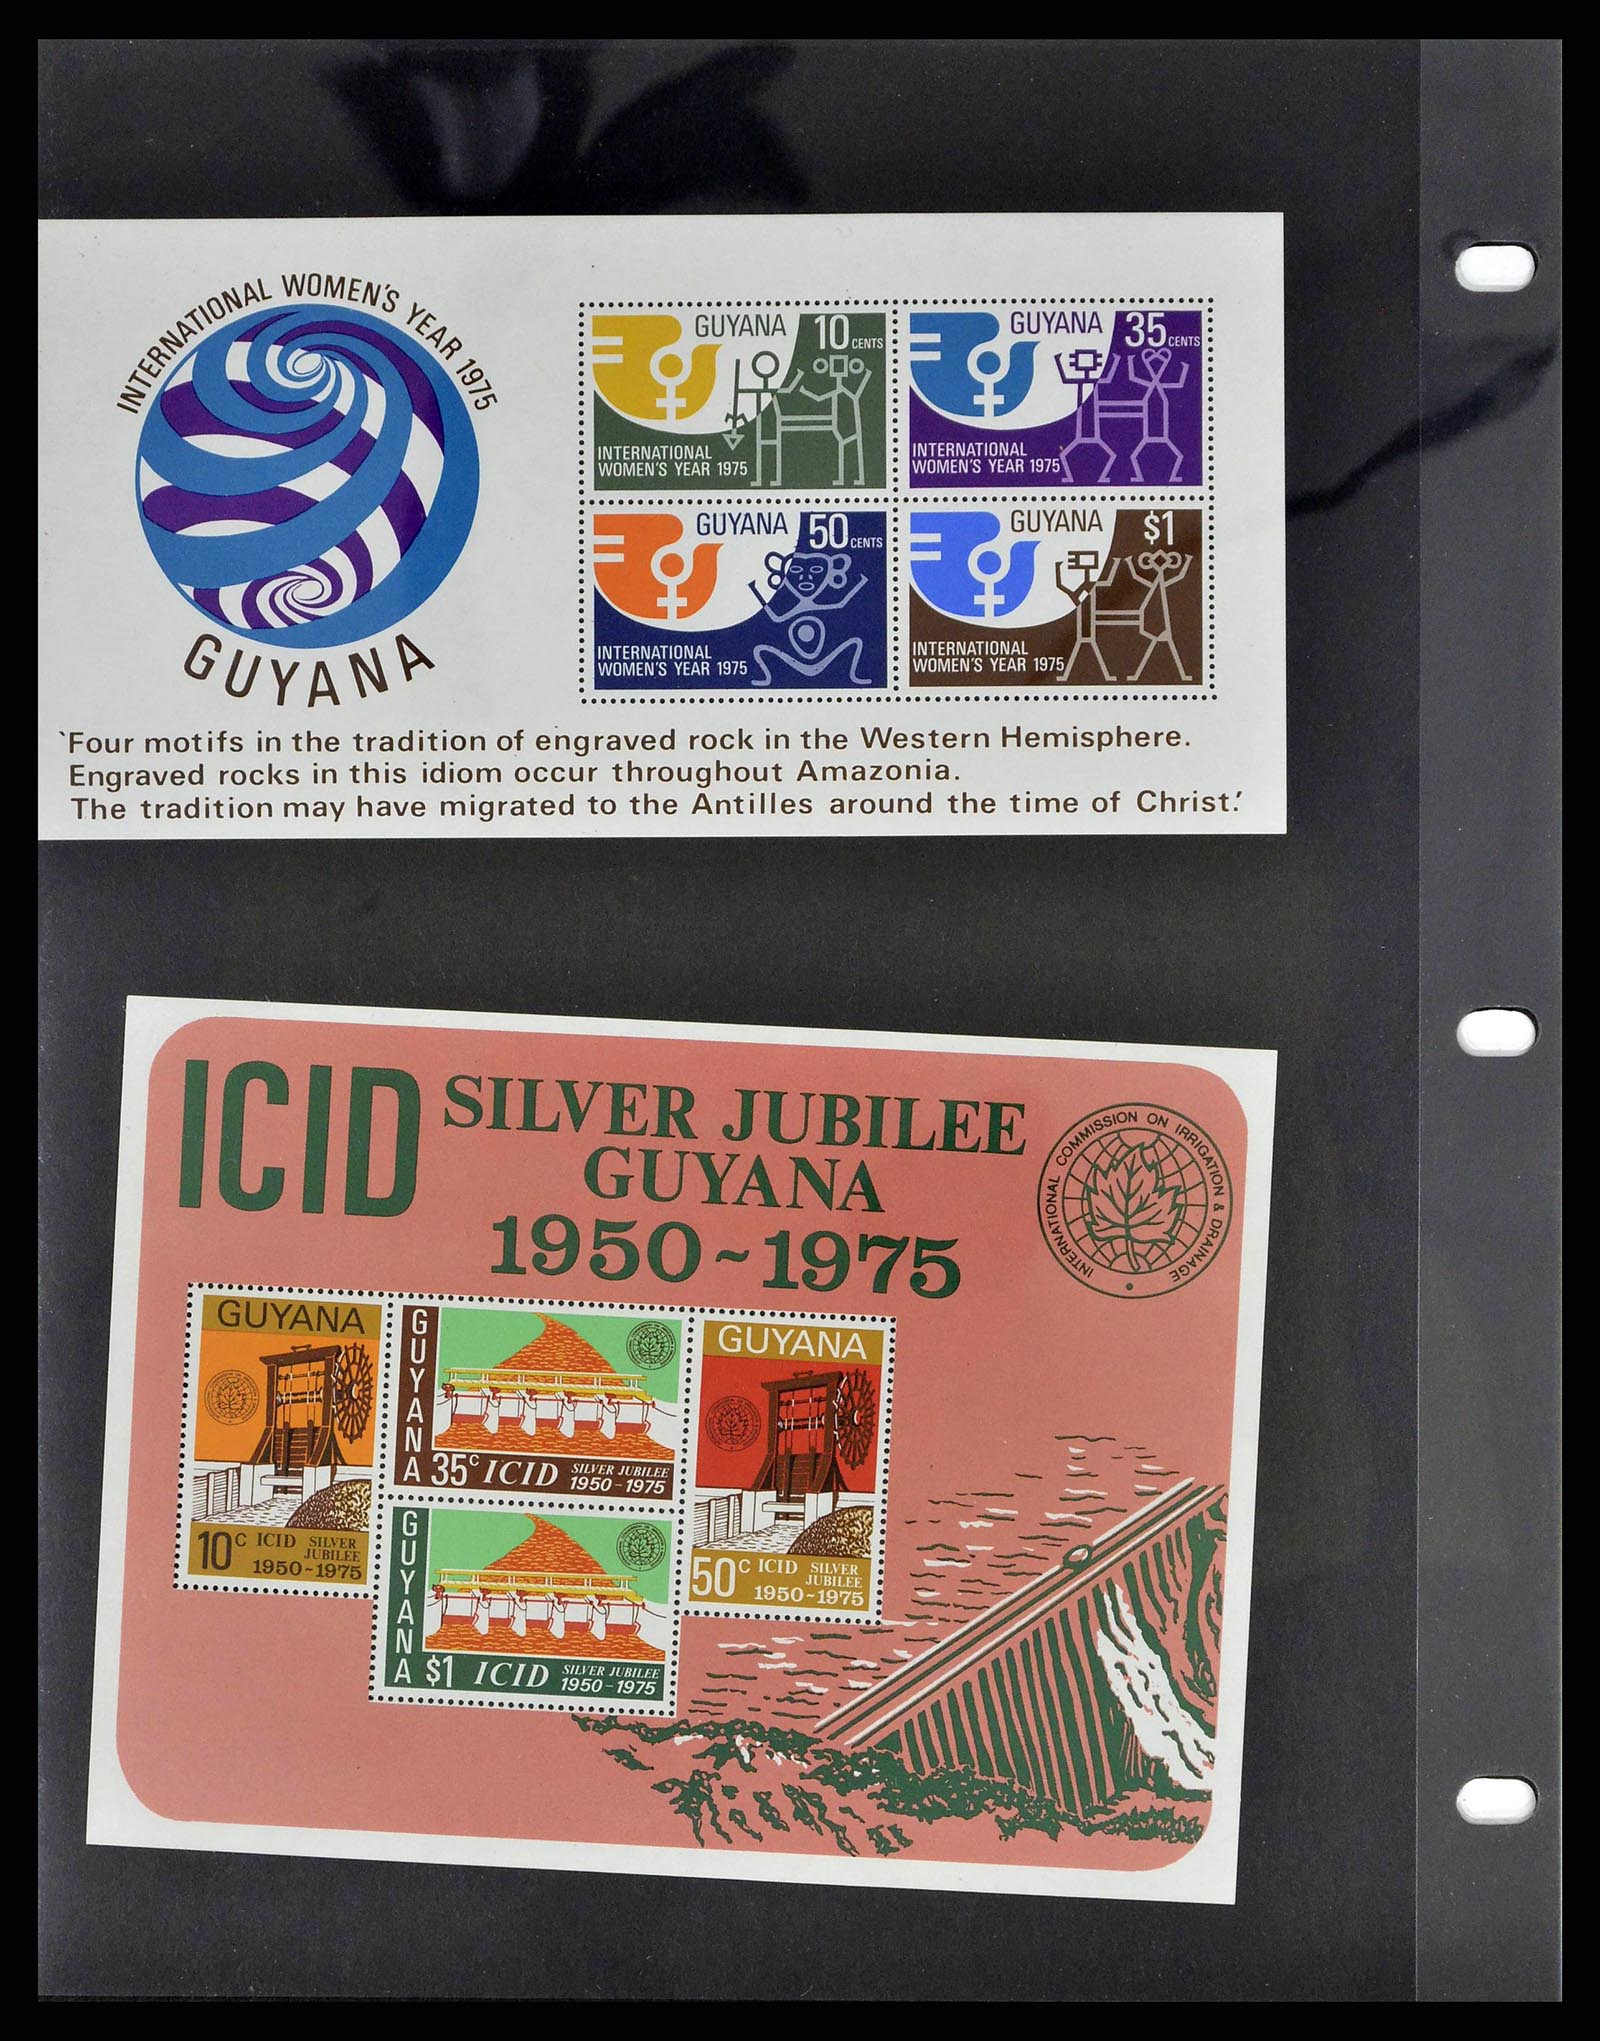 INTERNATIONAL WOMEN'S YEAR 1975
GUYANA
GUYANA 10 CENTS
INTERNATIONAL
WOMEN'S YEAR 1975
GUYANA 35 CENTS
INTERNATIONAL
WOMEN'S YEAR 1975
GUYANA 50 CENTS
INTERNATIONAL
WOMEN'S YEAR 1975
GUYANA $1
INTERNATIONAL
WOMEN'S YEAR 1975
‵Four motifs in the tradition of engraved rock in the Western Hemisphere.
Engraved rocks in this idiom occur throughout Amazonia.
The tradition may have migrated to the Antilles around the time of Christ.′
ICID SILVER JUBILEE
GUYANA
1950~1975
INTERNATIONAL COMMISSION ON IRRIGATION & DRAINAGE
GUYANA
10C ICID SILVER
JUBILEE
1950-1975
GUYANA
35C ICID SILVER JUBILEE
1950-1975
GUYANA
50C ICID SILVER
JUBILEE
1950-1975
GUYANA
$1 ICID SILVER JUBILEE
1950-1975